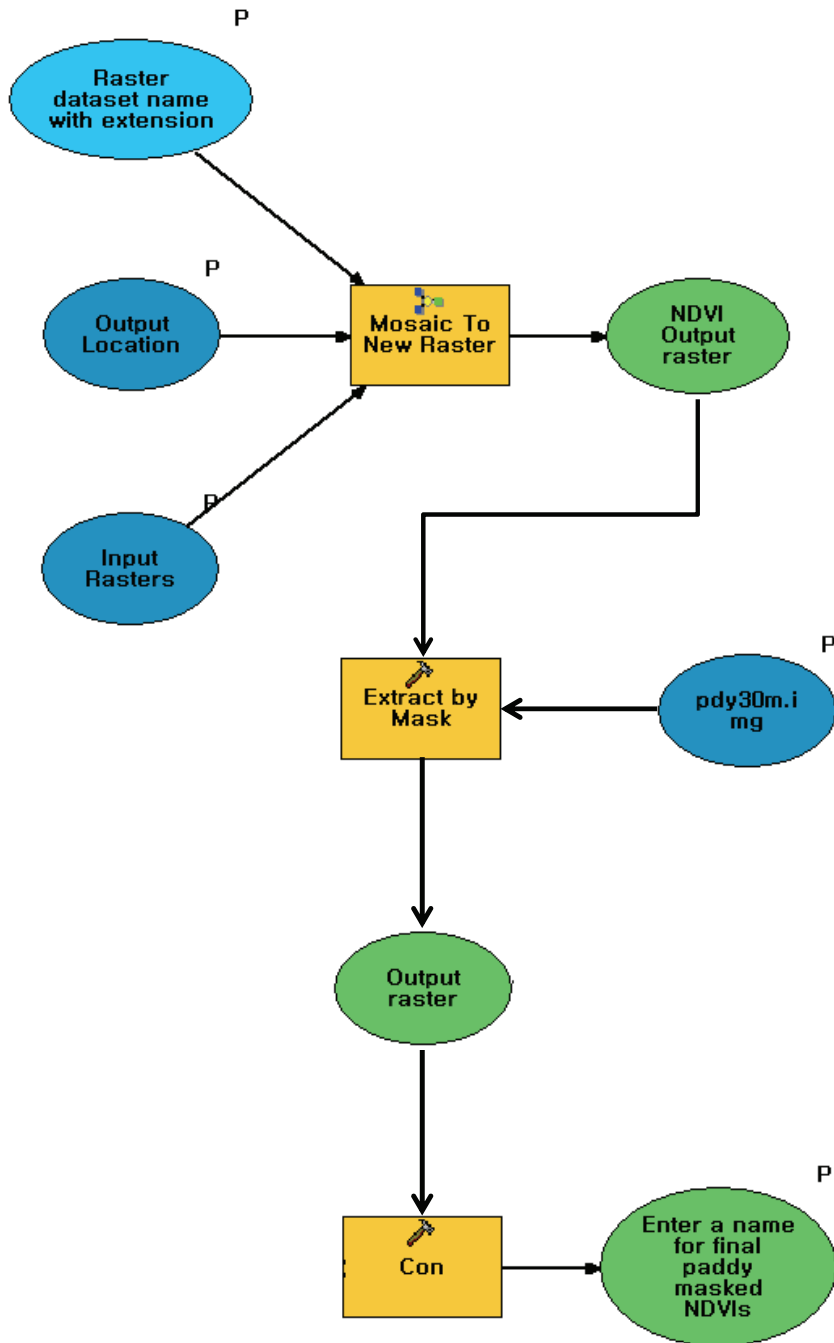 P
Raster
dataset name
with extension
P
Output
Location
Mosaic To
New Raster
NDVI
Output
raster
P
Input
Rasters
P
Extract by
Mask
pdy30m.i
mg
Output
raster
P
Con
Enter a name
for final
paddy
masked
NDVIs